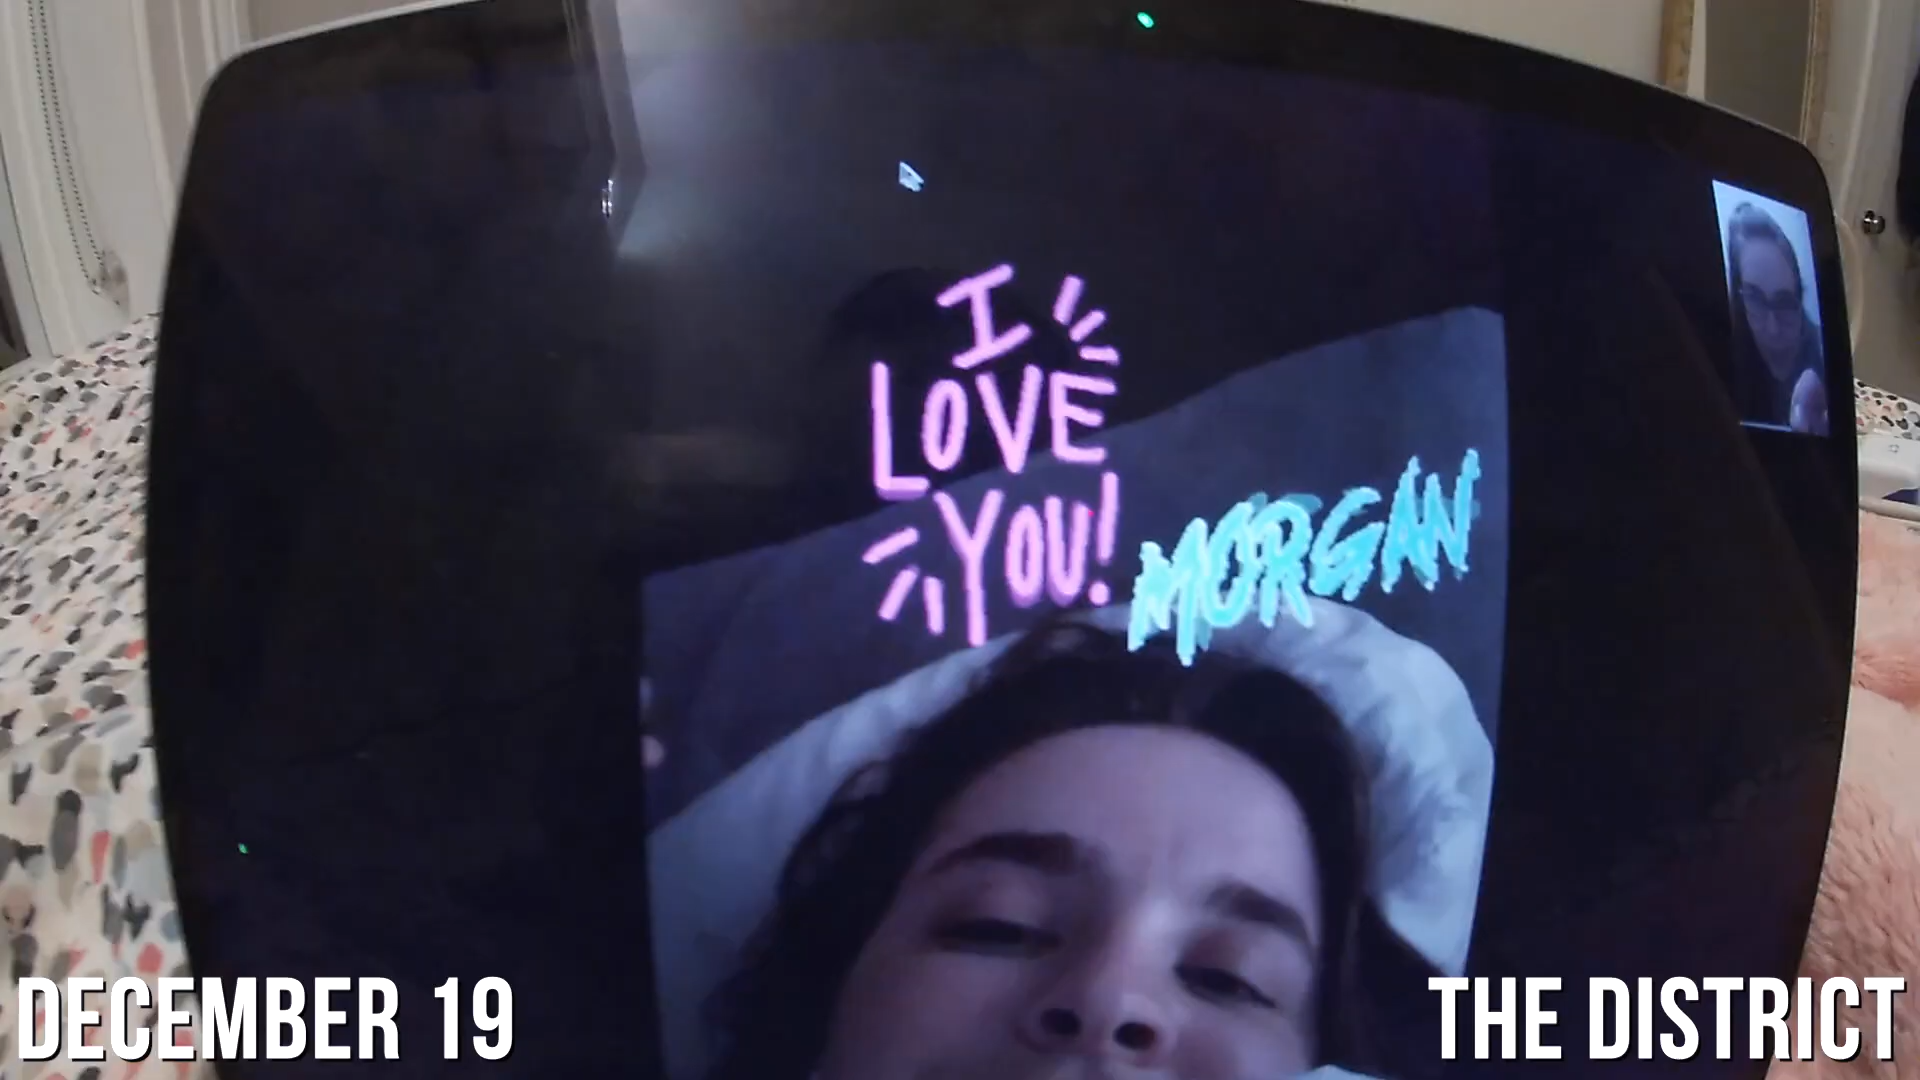 I
LOVE
YOU!
MORGAN
DECEMBER 19
THE DISTRICT